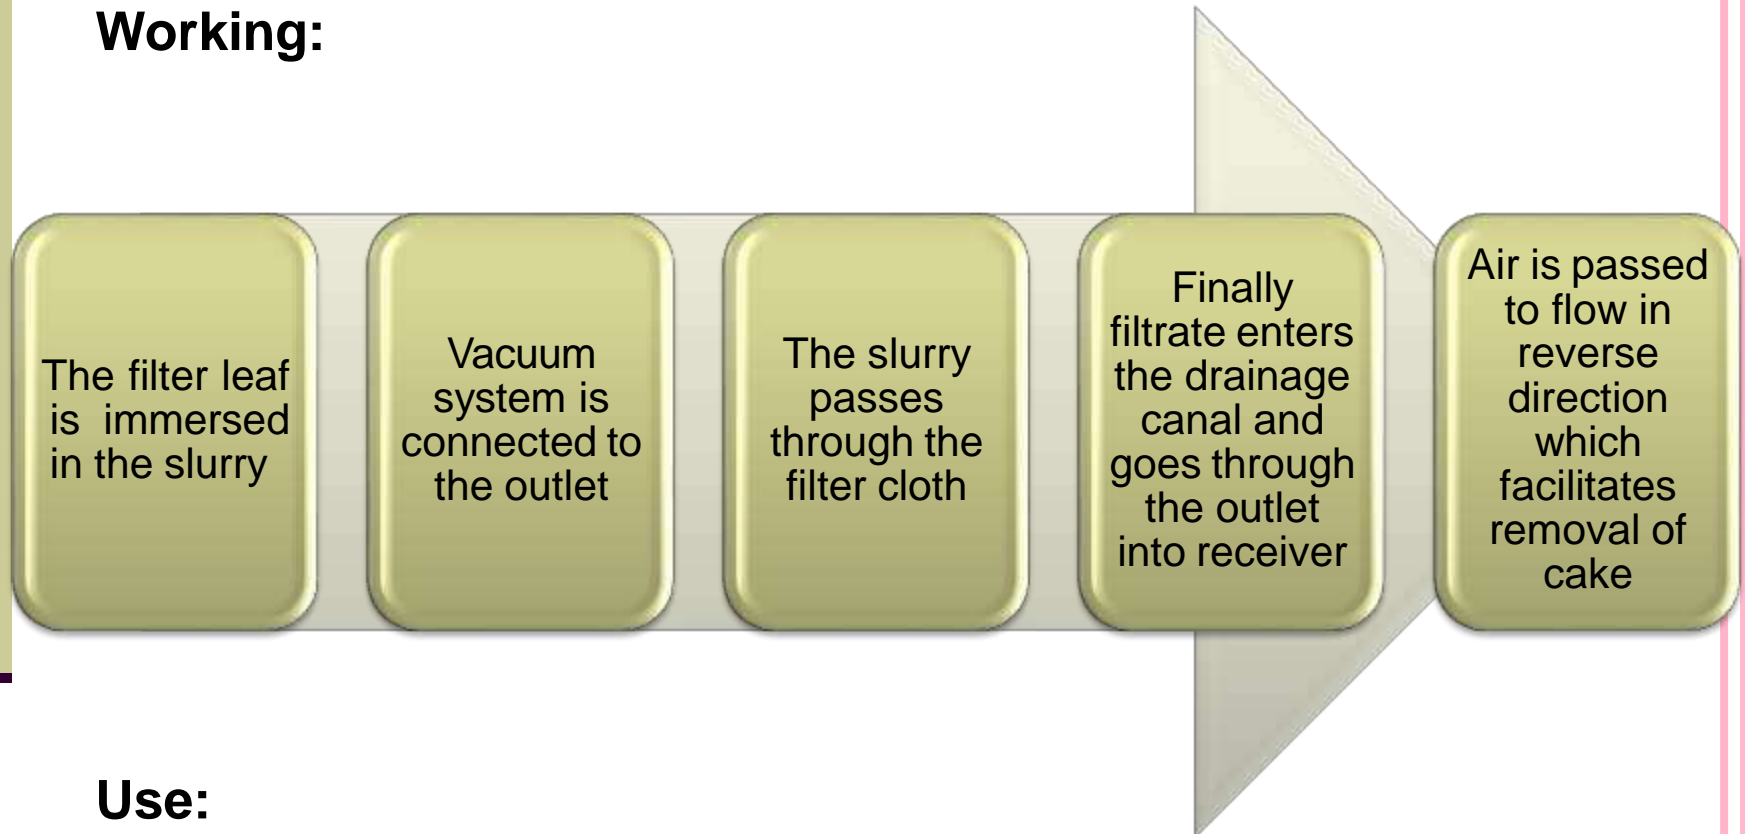 Working:
The filter leaf
is immersed
in the slurry
Vacuum
system is
connected to
the outlet
The slurry
passes
through the
filter cloth
Finally
filtrate enters
the drainage
canal and
goes through
the outlet
into receiver
Air is passed
to flow in
reverse
direction
which
facilitates
removal of
cake
Use: